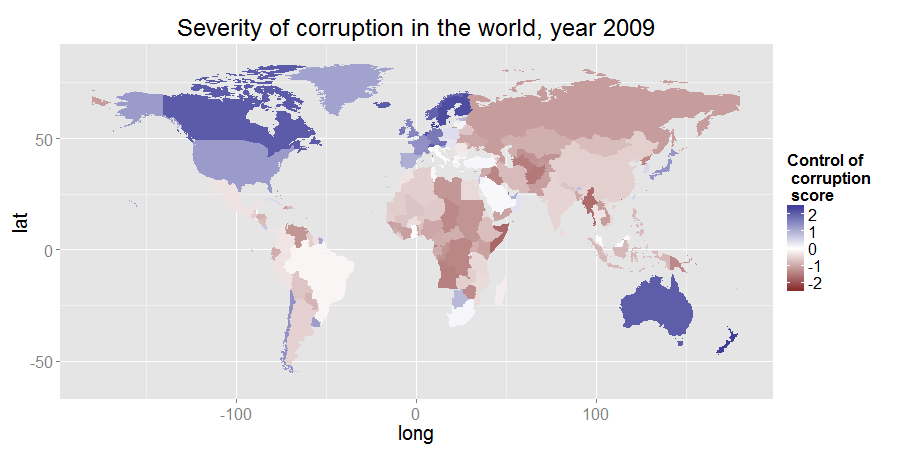 Severity of corruption in the world, year 2009
lat
50
0
-50
-100
0
100
long
Control of
corruption
score
2
1
0
-1
-2